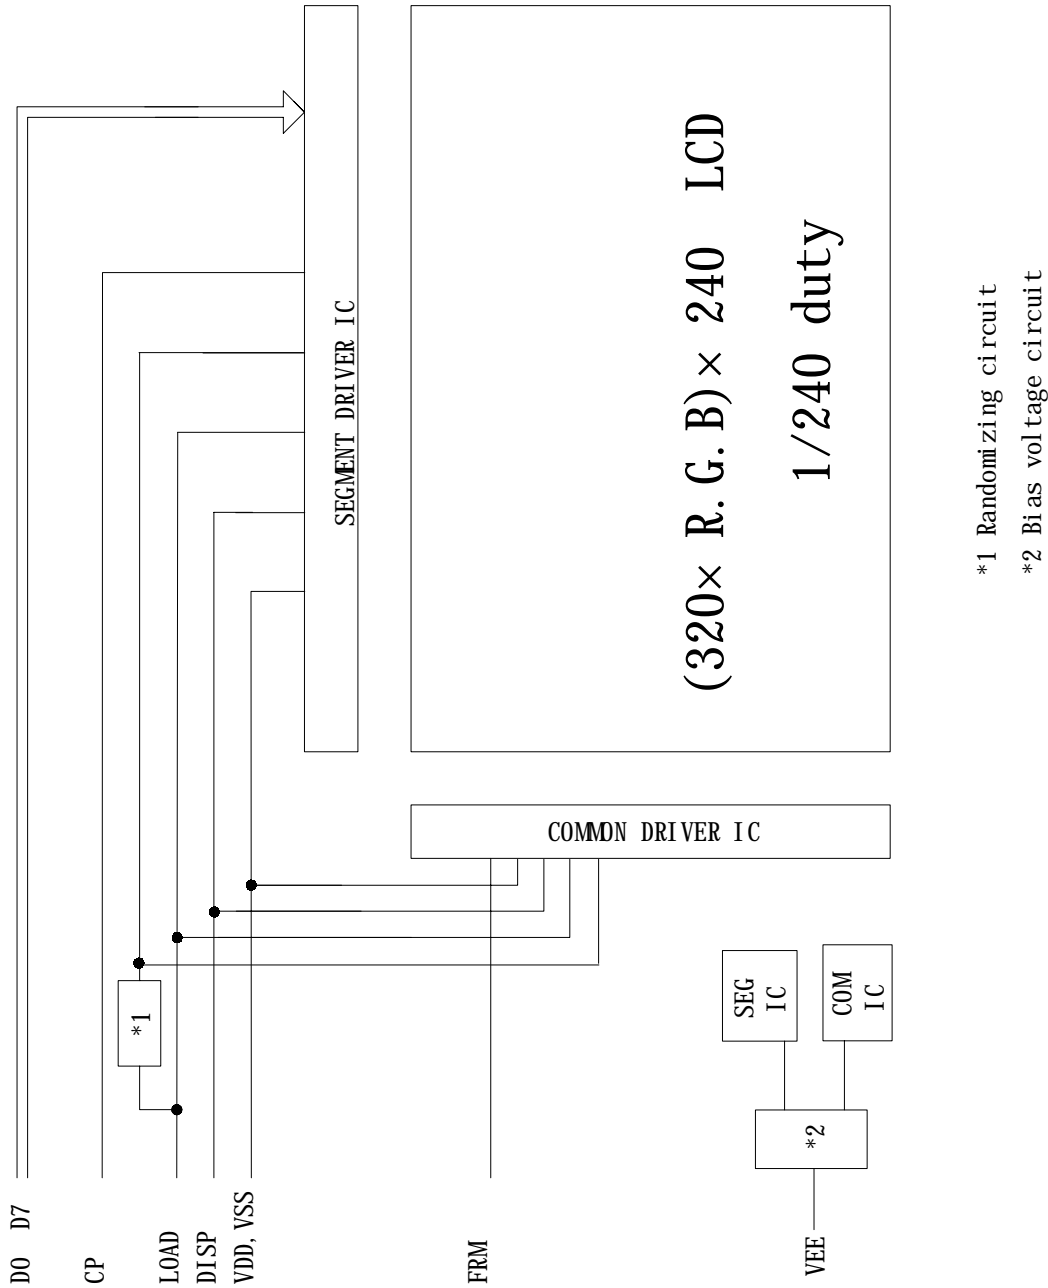 D0 D7
CP
LOAD
DISP
VDD, VSS
FRM
VEE
*1
*2
SEG
IC
COM
IC
SEGMENT DRIVER IC
COMMON DRIVER IC
(320× R. G. B)× 240 LCD
1/240 duty
*1 Randomizing circuit
*2 Bias voltage circuit